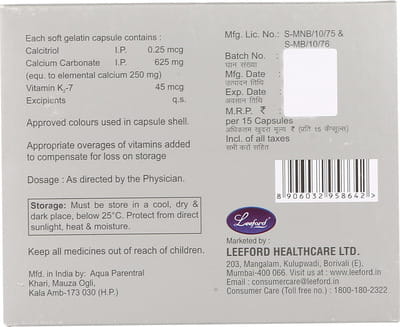 Each soft gelatin capsule contains :
Calcitriol I.P. 0.25 mcg
Calcium Carbonate I.P. 625 mg
(equ. to elemental calcium 250 mg)
Vitamin K₂-7 45 mcg
Excipients q.s.
Approved colours used in capsule shell.
Appropriate overages of vitamins added
to compensate for loss on storage
Dosage : As directed by the Physician.
Storage: Must be store in a cool, dry &
dark place, below 25°C. Protect from direct
sunlight, heat & moisture.
Keep all medicines out of reach of children.
Mfd. in India by: Aqua Parentral
Khari, Mauza Ogli,
Kala Amb-173 030 (H.P.)
Mfg. Lic. No.: S-MNB/10/75 &
S-MB/10/76
Batch No. :
घान संख्या
Mfg. Date :
उत्पादन तिथि
Exp. Date :
अवसान तिथि
M.R.P. ₹ :
per 15 Capsules
अधिकतम खुदरा मूल्य ₹ (प्रति 15 कैप्सूल्स)
Incl. of all taxes
सभी करों सहित
8 906032 958642 >
Leeford
Marketed by :
LEEFORD HEALTHCARE LTD.
203, Mangalam, Kulupwadi, Borivali (E),
Mumbai-400 066. Visit us at : www.leeford.in
Email : consumercare@leeford.in
Consumer Care (Toll free no.) : 1800-180-2322